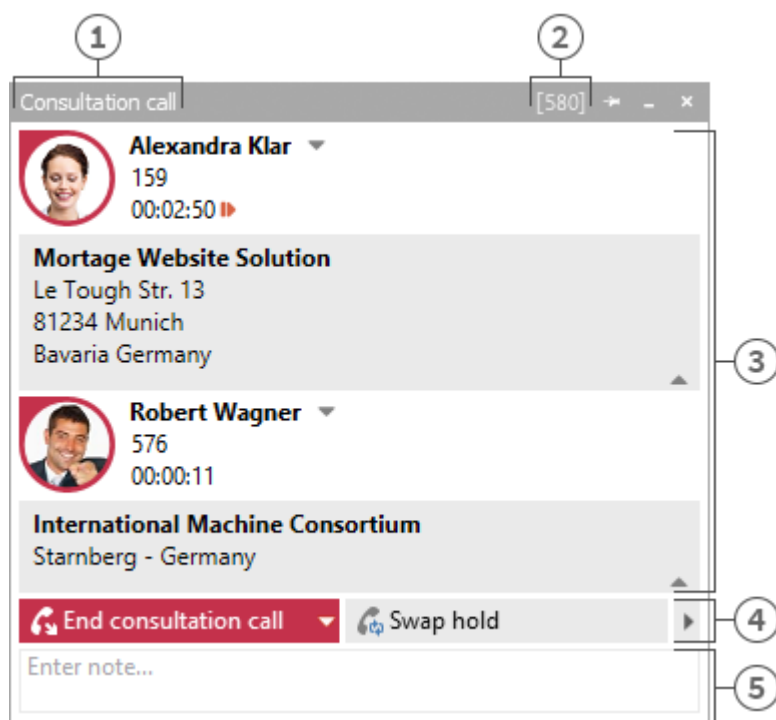 1
2
Consultation call [580]
Alexandra Klar
159
00:02:50
Mortage Website Solution
Le Tough Str. 13
81234 Munich
Bavaria Germany
3
Robert Wagner
576
00:00:11
International Machine Consortium
Starnberg - Germany
End consultation call Swap hold
4
Enter note...
5